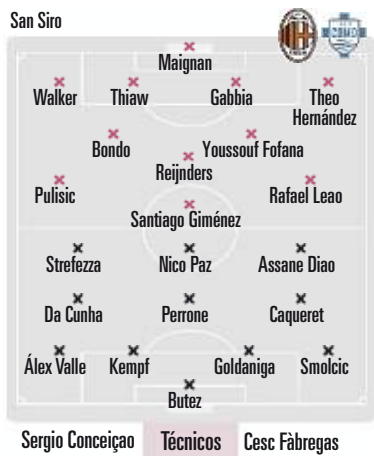 San Siro
COMO
Maignan
Walker Thiaw Gabbia Theo
Hernández
Bondo Youssouf Fofana
Reijnders
Pulisic Rafael Leao
Santiago Giménez
Strefezza Nico Paz Assane Diao
Da Cunha Perrone Caqueret
Álex Valle Kempf Goldaniga Smolcic
Butez
Sergio Conceiçao Técnicos Cesc Fàbregas